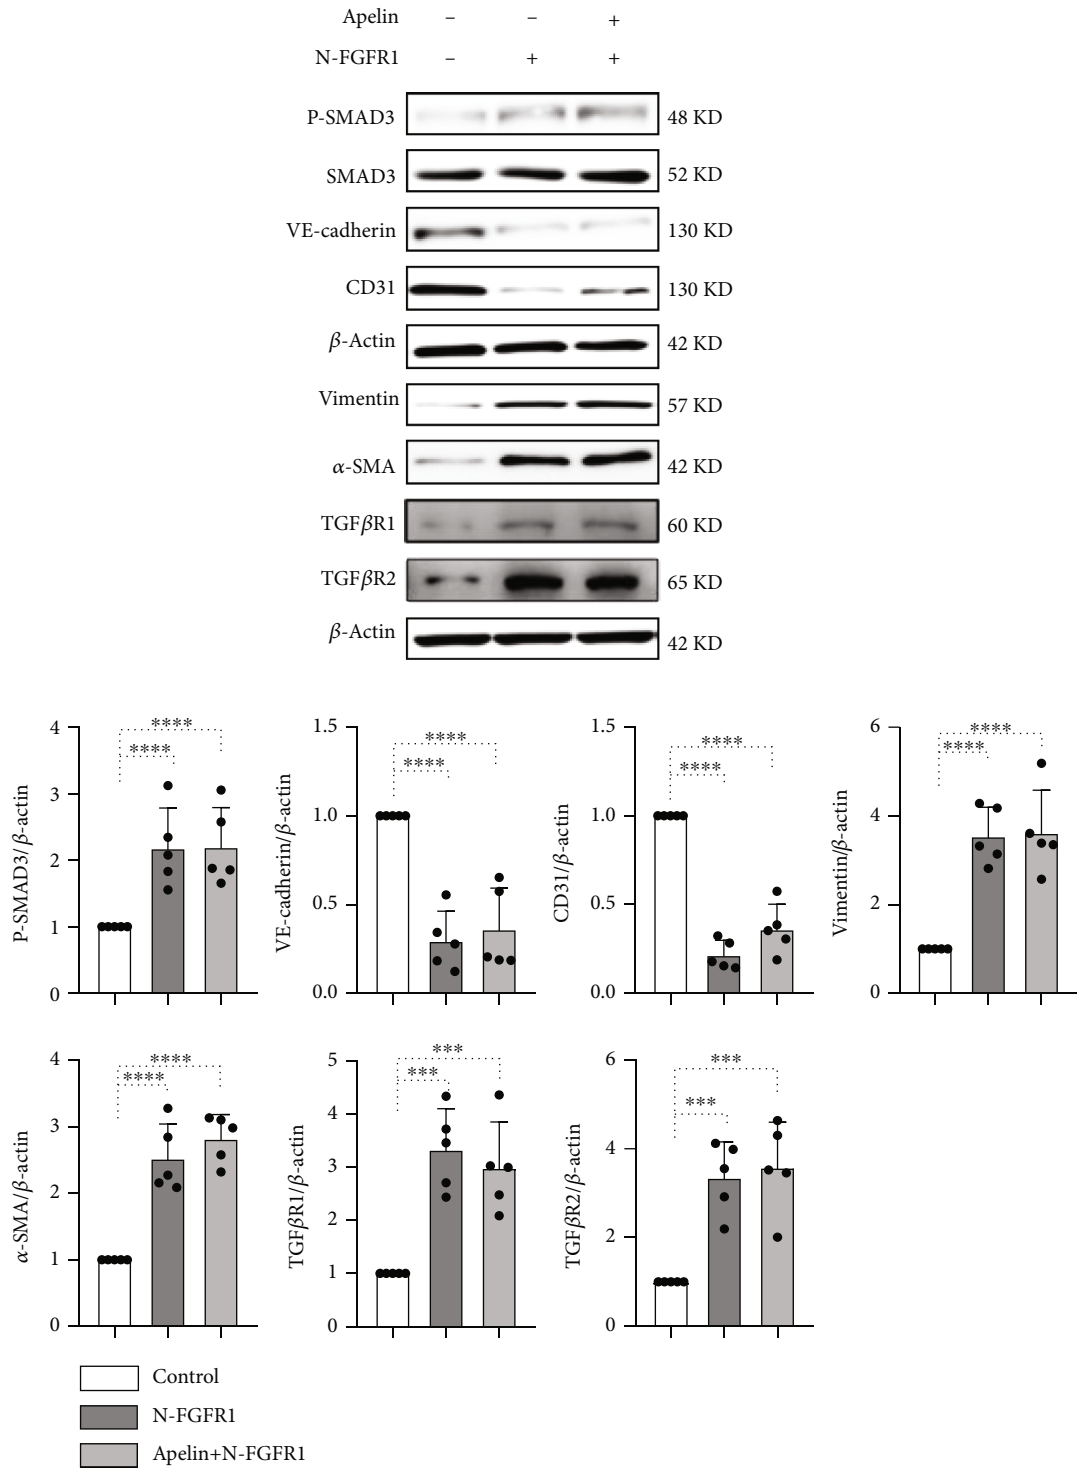 Apelin – – +
N-FGFR1 – + +
P-SMAD3 48 KD
SMAD3 52 KD
VE-cadherin 130 KD
CD31 130 KD
β-Actin 42 KD
Vimentin 57 KD
α-SMA 42 KD
TGFβR1 60 KD
TGFβR2 65 KD
β-Actin 42 KD
P-SMAD3/β-actin
4
3
2
1
0
****
****
VE-cadherin/β-actin
1.5
1.0
0.5
0.0
****
****
CD31/β-actin
1.5
1.0
0.5
0.0
****
****
Vimentin/β-actin
6
4
2
0
****
****
α-SMA/β-actin
4
3
2
1
0
****
****
TGFβR1/β-actin
5
4
3
2
1
0
***
***
TGFβR2/β-actin
6
4
2
0
***
***
Control
N-FGFR1
Apelin+N-FGFR1